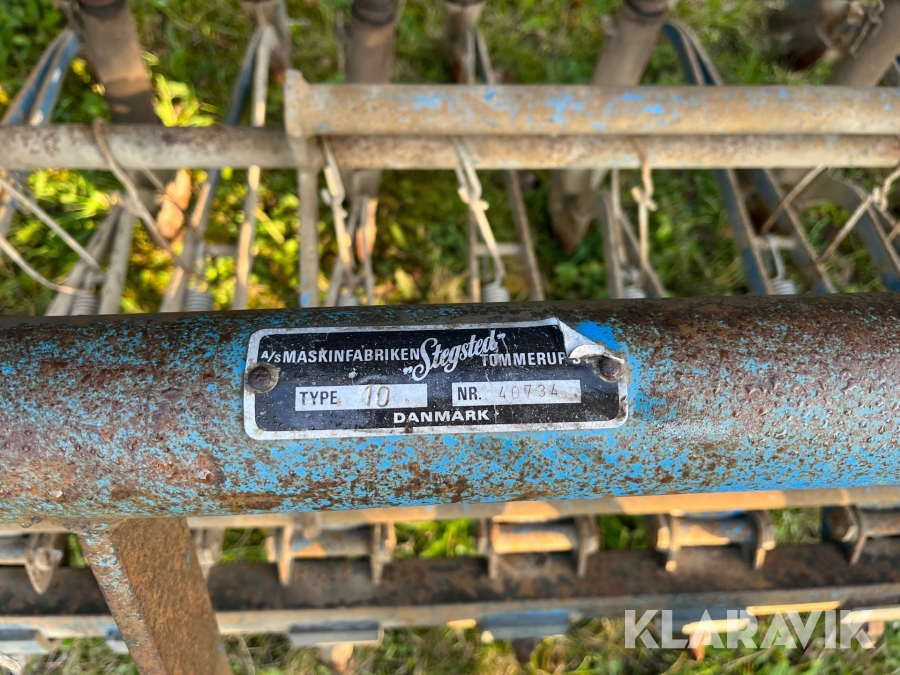 A/S MASKINFABRIKEN „Stegsted” TOMMERUP
TYPE 10 NR. 40734
DANMARK
KLARAVIK